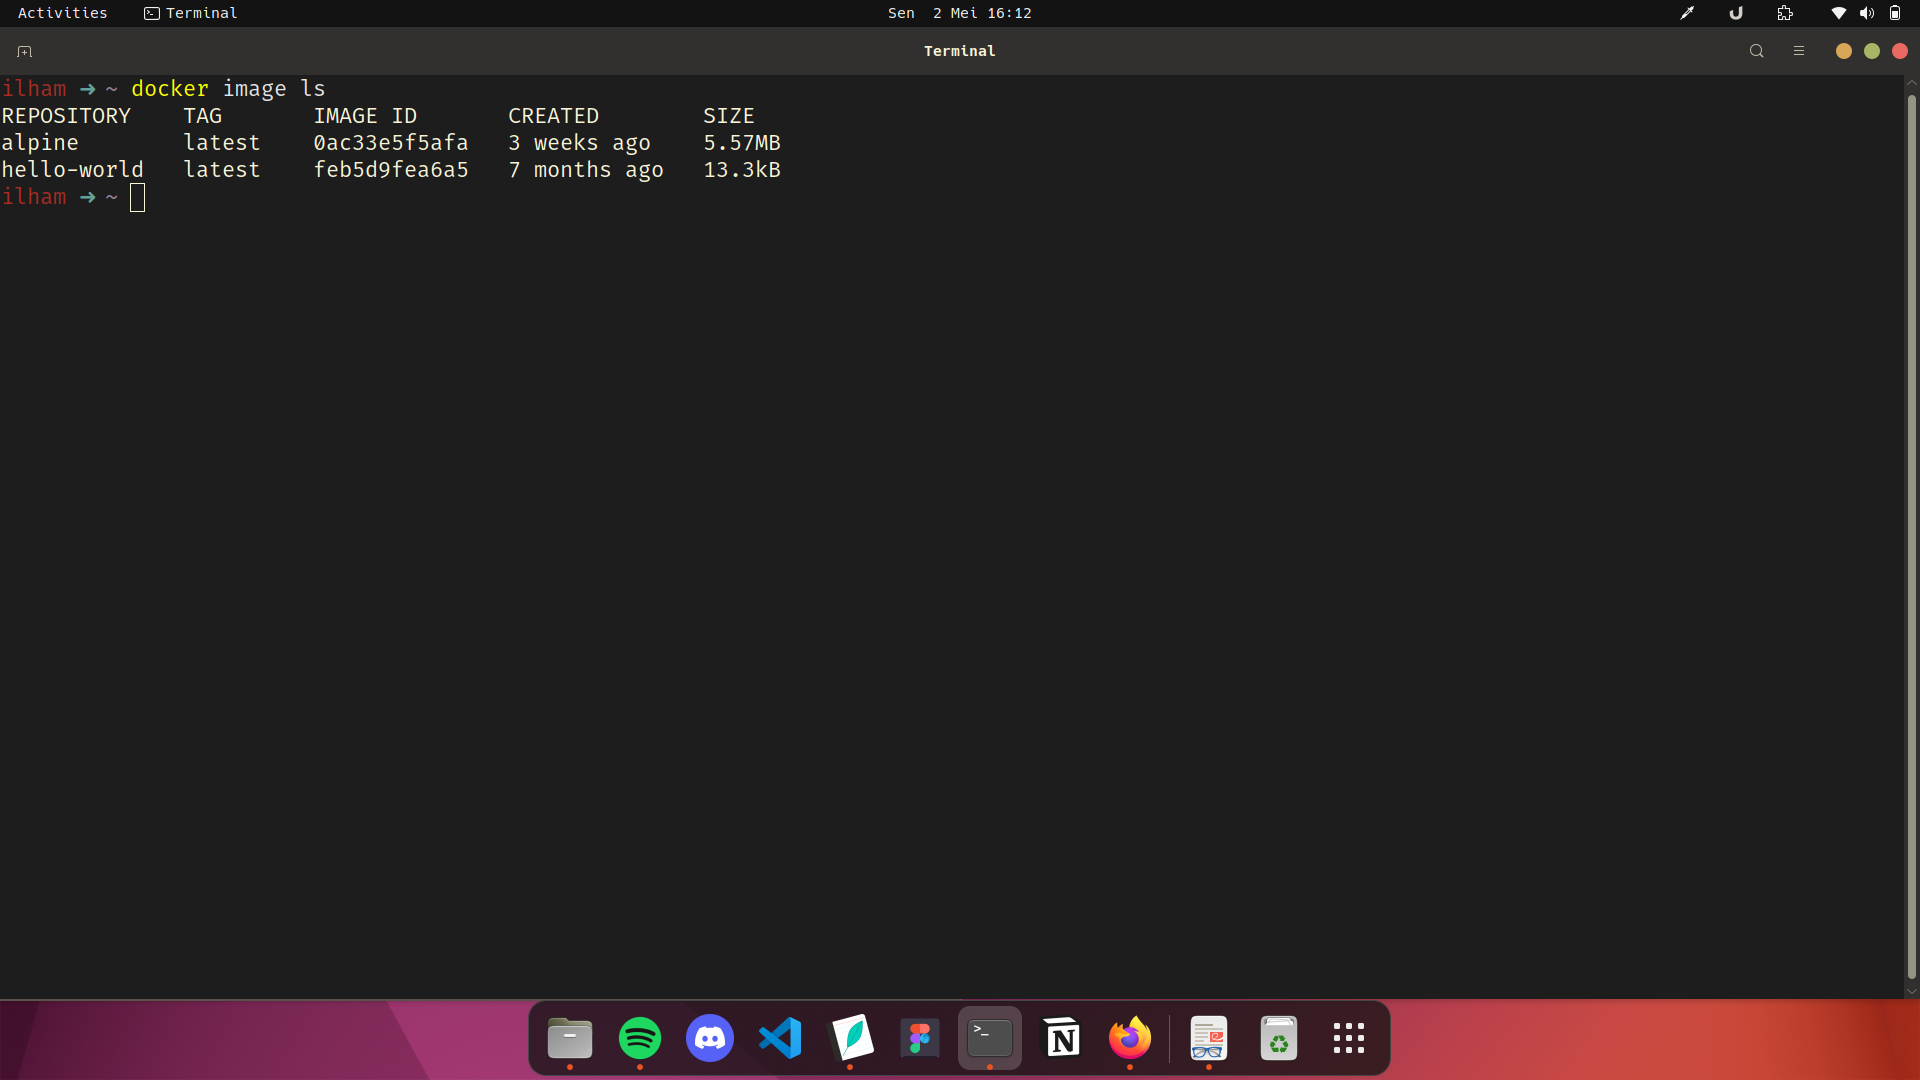 Activities Terminal Sen 2 Mei 16:12
Terminal
ilham ➜ ~ docker image ls
REPOSITORY TAG IMAGE ID CREATED SIZE
alpine latest 0ac33e5f5afa 3 weeks ago 5.57MB
hello-world latest feb5d9fea6a5 7 months ago 13.3kB
ilham ➜ ~